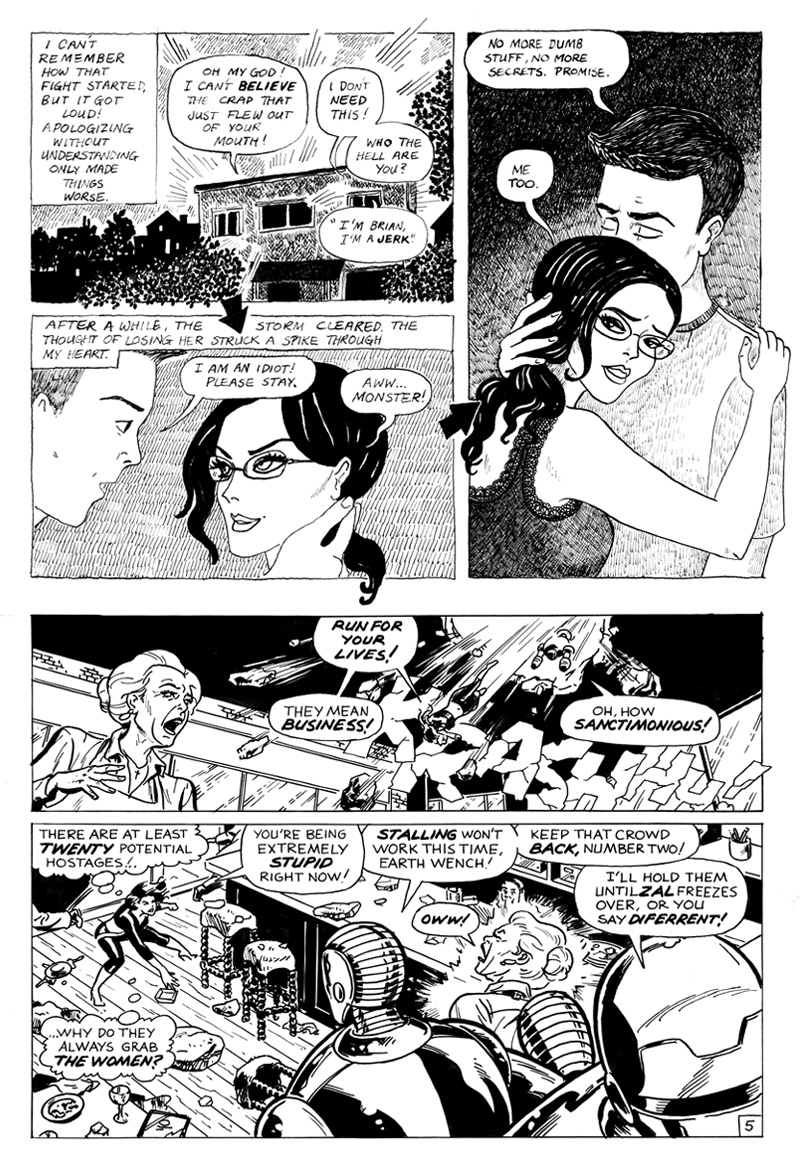 I CAN'T
REMEMBER
HOW THAT
FIGHT STARTED,
BUT IT GOT
LOUD!
APOLOGIZING
WITHOUT
UNDERSTANDING
ONLY MADE
THINGS
WORSE.
OH MY GOD!
I CAN'T BELIEVE
THE CRAP THAT
JUST FLEW OUT
OF YOUR
MOUTH!
I DON'T
NEED
THIS!
WHO THE
HELL ARE
YOU?
"I'M BRIAN,
I'M A JERK."
AFTER A WHILE, THE STORM CLEARED. THE
THOUGHT OF LOSING HER STRUCK A SPIKE THROUGH
MY HEART.
I AM AN IDIOT!
PLEASE STAY.
AWW...
MONSTER!
NO MORE DUMB
STUFF, NO MORE
SECRETS. PROMISE.
ME
TOO.
RUN FOR
YOUR
LIVES!
THEY MEAN
BUSINESS!
OH, HOW
SANCTIMONIOUS!
THERE ARE AT LEAST
TWENTY POTENTIAL
HOSTAGES!..
YOU'RE BEING
EXTREMELY
STUPID
RIGHT NOW!
STALLING WON'T
WORK THIS TIME,
EARTH WENCH!
OWW!
KEEP THAT CROWD
BACK, NUMBER TWO!
I'LL HOLD THEM
UNTIL ZAL FREEZES
OVER, OR YOU
SAY DIFERRENT!
...WHY DO THEY
ALWAYS GRAB
THE WOMEN?
5